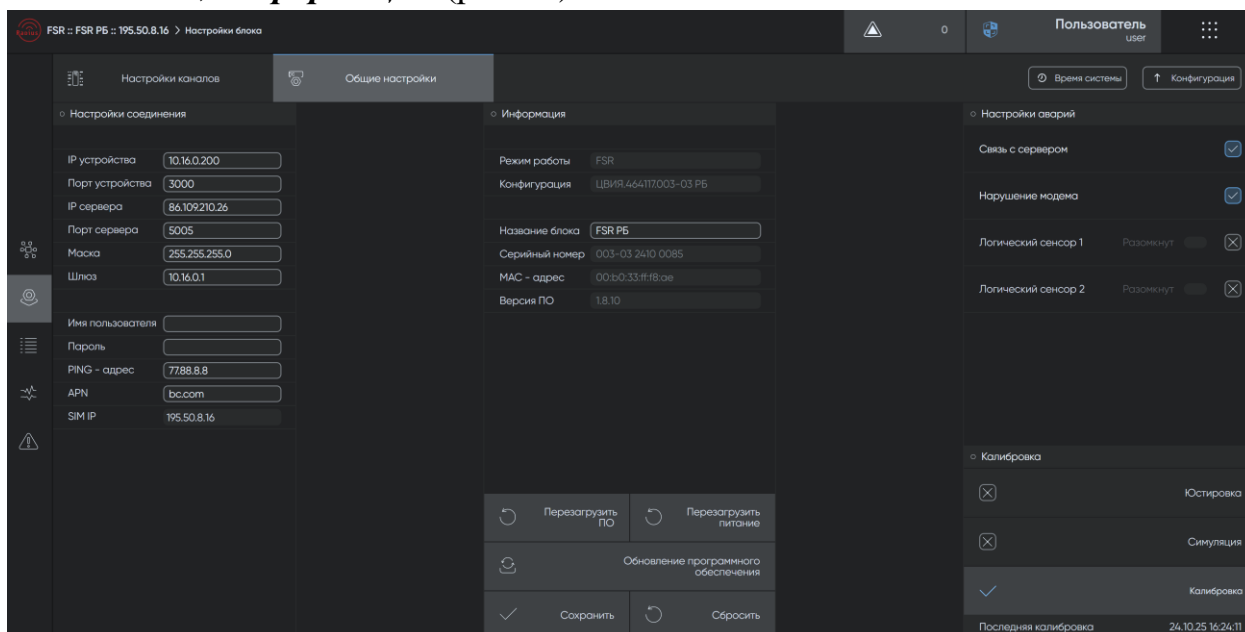 FSR :: FSR РБ :: 195.50.8.16 > Настройки блока
0
Пользователь
user
Настройки каналов
Общие настройки
Время системы
Конфигурация
Настройки соединения
IP устройства 10.16.0.200
Порт устройства 3000
IP сервера 86.109.210.26
Порт сервера 5005
Маска 255.255.255.0
Шлюз 10.16.0.1
Имя пользователя
Пароль
PING - адрес 77.88.8.8
APN bc.com
SIM IP 195.50.8.16
Информация
Режим работы FSR
Конфигурация ЦВИЯ.464117.003-03 РБ
Название блока FSR РБ
Серийный номер 003-03 2410 0085
MAC - адрес 00:b0:33:ff:f8:ae
Версия ПО 1.8.10
Перезагрузить
ПО
Перезагрузить
питание
Обновление программного
обеспечения
Сохранить
Сбросить
Настройки аварий
Связь с сервером
Нарушение модема
Логический сенсор 1 Разомкнут
Логический сенсор 2 Разомкнут
Калибровка
Юстировка
Симуляция
Калибровка
Последняя калибровка 24.10.25 16:24:11